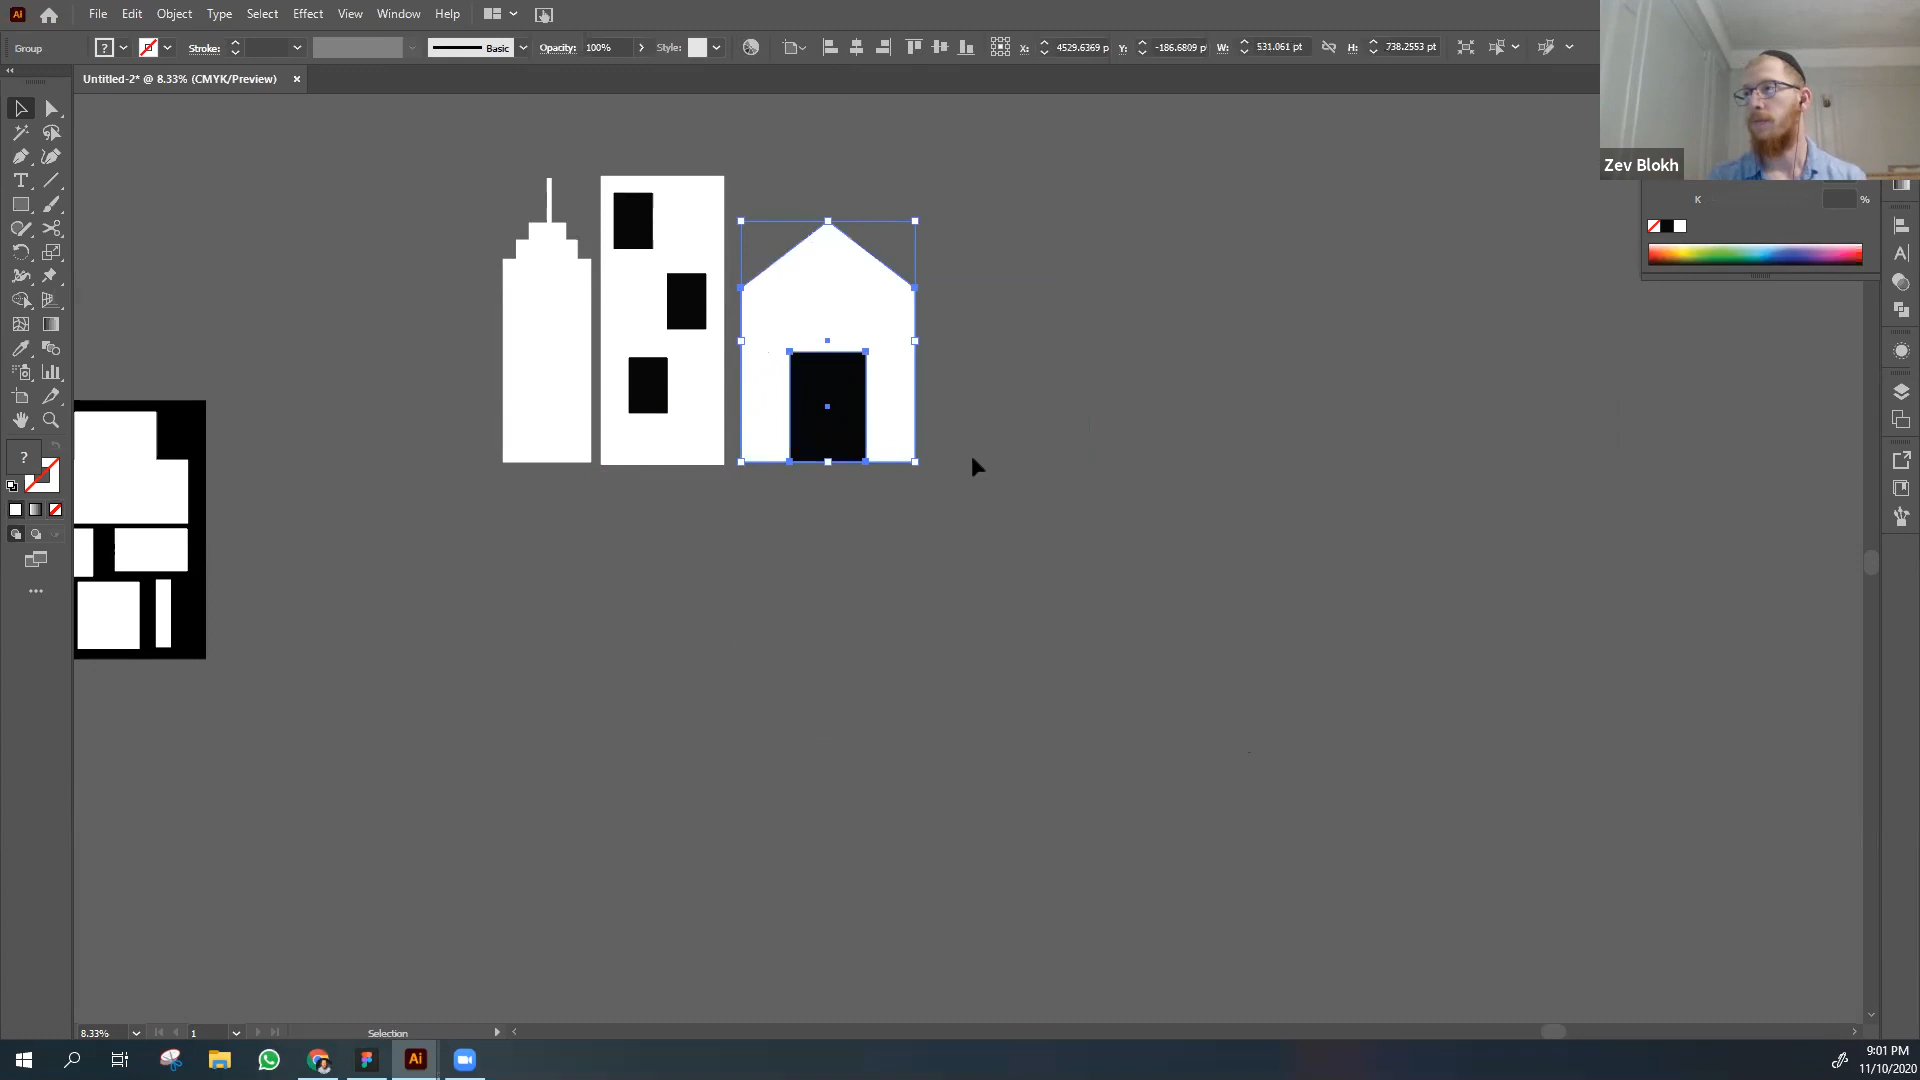 Ai File Edit Object Type Select Effect View Window Help
Group ? Stroke: Basic Opacity: 100% Style: X: 4529.6369 p Y: -186.6809 p W: 531.061 pt H: 738.2553 pt
Untitled-2* @ 8.33% (CMYK/Preview) ×
Zev Blokh
K %
T
A
?
8.33% 1 Selection
Ai
9:01 PM
11/10/2020